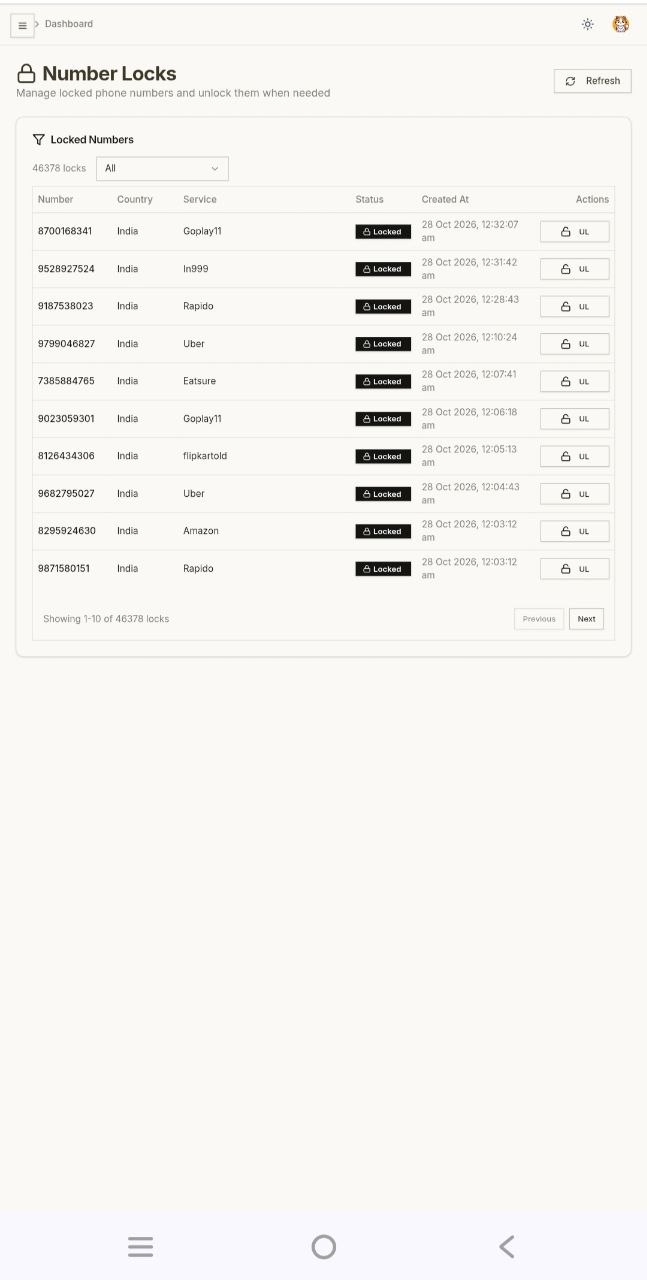 Dashboard
Number Locks
Manage locked phone numbers and unlock them when needed
Refresh
Locked Numbers
46378 locks All
Number Country Service Status Created At Actions
8700168341 India Goplay11 Locked 28 Oct 2026, 12:32:07 am UL
9528927524 India In999 Locked 28 Oct 2026, 12:31:42 am UL
9187538023 India Rapido Locked 28 Oct 2026, 12:28:43 am UL
9799046827 India Uber Locked 28 Oct 2026, 12:10:24 am UL
7385884765 India Eatsure Locked 28 Oct 2026, 12:07:41 am UL
9023059301 India Goplay11 Locked 28 Oct 2026, 12:06:18 am UL
8126434306 India flipkartold Locked 28 Oct 2026, 12:05:13 am UL
9682795027 India Uber Locked 28 Oct 2026, 12:04:43 am UL
8295924630 India Amazon Locked 28 Oct 2026, 12:03:12 am UL
9871580151 India Rapido Locked 28 Oct 2026, 12:03:12 am UL
Showing 1-10 of 46378 locks Previous Next